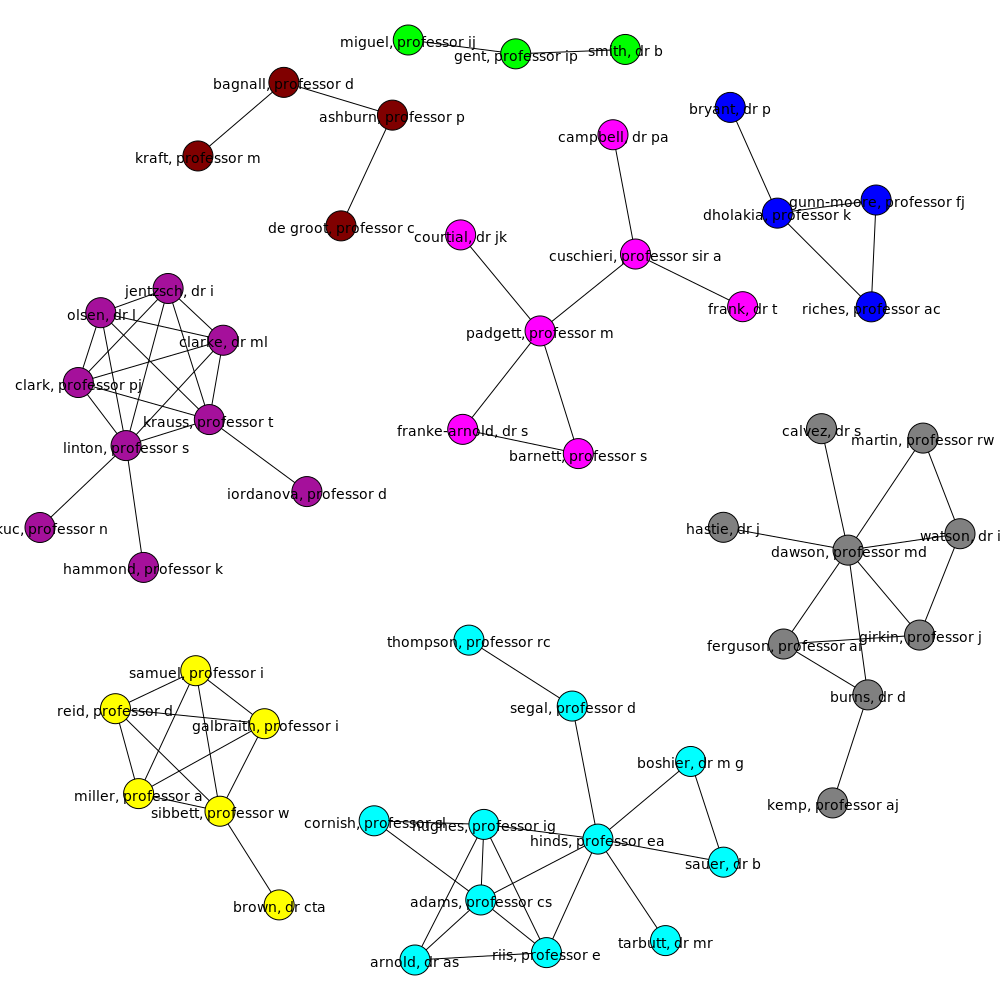 miguel, professor ij
gent, professor ip
smith, dr b
bagnall, professor d
ashburn, professor p
kraft, professor m
de groot, professor c
campbell, dr pa
bryant, dr p
gunn-moore, professor fj
dholakia, professor k
riches, professor ac
courtial, dr jk
cuschieri, professor sir a
frank, dr t
padgett, professor m
franke-arnold, dr s
barnett, professor s
jentzsch, dr i
olsen, dr l
clarke, dr ml
clark, professor pj
krauss, professor t
linton, professor s
iordanova, professor d
kuc, professor n
hammond, professor k
calvez, dr s
martin, professor rw
hastie, dr j
watson, dr i
dawson, professor md
ferguson, professor ai
girkin, professor j
burns, dr d
kemp, professor aj
samuel, professor i
reid, professor d
galbraith, professor i
miller, professor a
sibbett, professor w
brown, dr cta
thompson, professor rc
segal, professor d
boshier, dr m g
cornish, professor sl
hughes, professor ig
hinds, professor ea
sauer, dr b
adams, professor cs
tarbutt, dr mr
arnold, dr as
riis, professor e